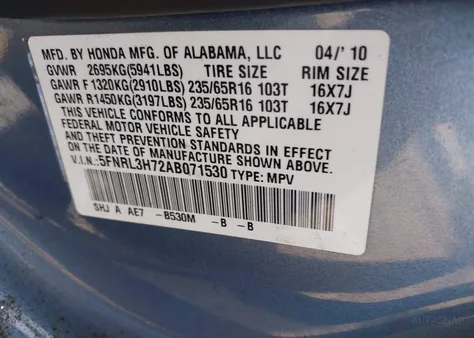 MFD. BY HONDA MFG. OF ALABAMA, LLC 04/'10
GVWR 2695KG(5941LBS) TIRE SIZE RIM SIZE
GAWR F 1320KG(2910LBS) 235/65R16 103T 16X7J
GAWR R1450KG(3197LBS) 235/65R16 103T 16X7J
THIS VEHICLE CONFORMS TO ALL APPLICABLE
FEDERAL MOTOR VEHICLE SAFETY
AND THEFT PREVENTION STANDARDS IN EFFECT
ON THE DATE OF MANUFACTURE SHOWN ABOVE.
V.I.N.: 5FNRL3H72AB071530 TYPE: MPV
SHJ A AE7 -B530M -B -B
AUTASNAP